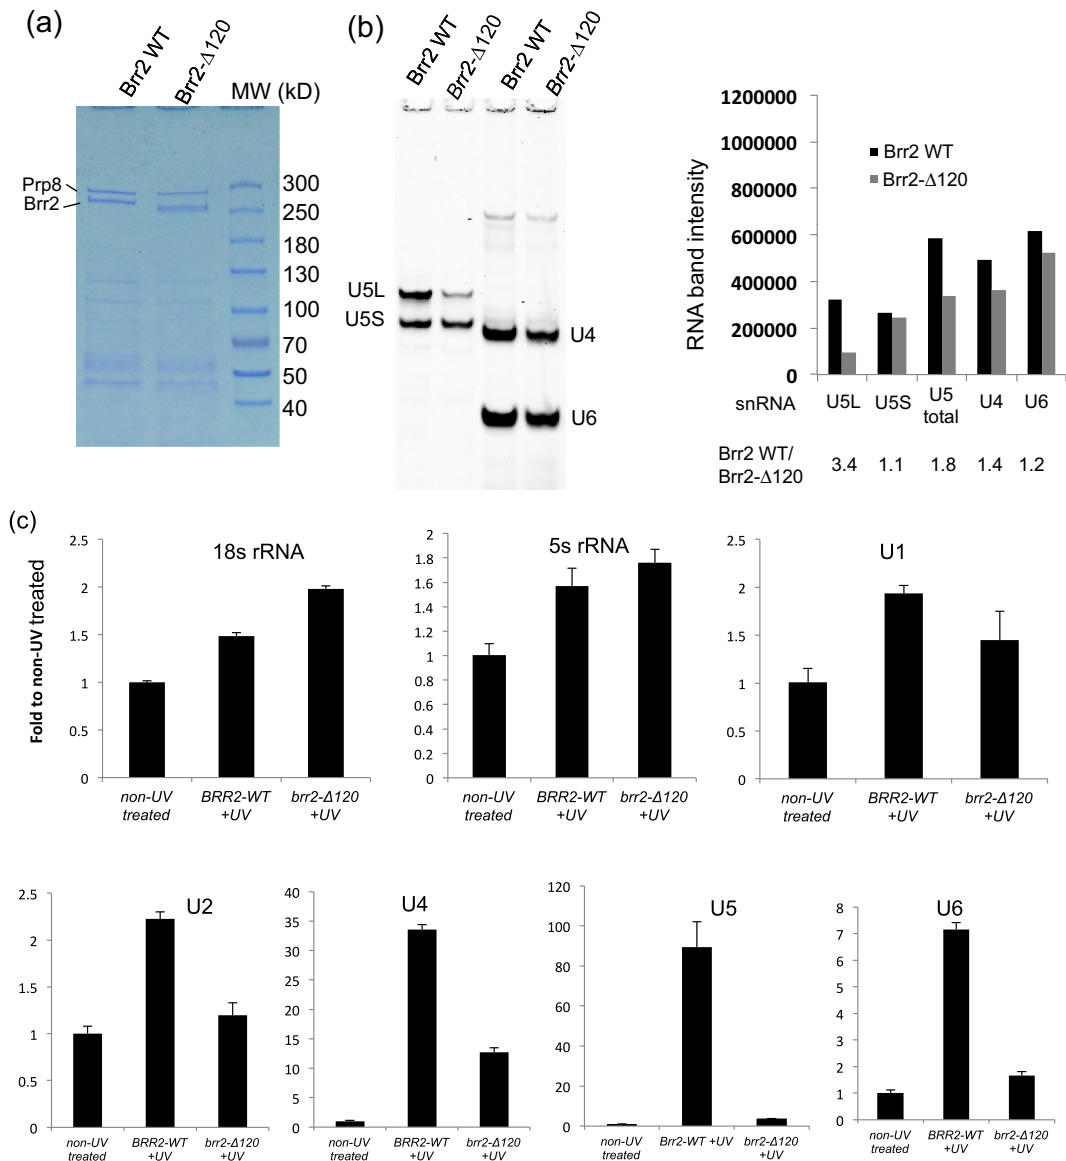 (a)
Brr2 WT
Brr2-Δ120
MW (kD)
Prp8
Brr2
300
250
180
130
100
70
50
40
(b)
Brr2 WT
Brr2-Δ120
Brr2 WT
Brr2-Δ120
U5L
U5S
U4
U6
RNA band intensity
1200000
1000000
800000
600000
400000
200000
0
Brr2 WT
Brr2-Δ120
snRNA
U5L
U5S
U5 total
U4
U6
Brr2 WT/
Brr2-Δ120
3.4
1.1
1.8
1.4
1.2
(c)
Fold to non-UV treated
18s rRNA
2.5
2
1.5
1
0.5
0
non-UV treated
BRR2-WT +UV
brr2-Δ120 +UV
5s rRNA
2
1.8
1.6
1.4
1.2
1
0.8
0.6
0.4
0.2
0
non-UV treated
BRR2-WT +UV
brr2-Δ120 +UV
U1
2.5
2
1.5
1
0.5
0
non-UV treated
BRR2-WT +UV
brr2-Δ120 +UV
U2
2.5
2
1.5
1
0.5
0
non-UV treated
BRR2-WT +UV
brr2-Δ120 +UV
U4
40
35
30
25
20
15
10
5
0
non-UV treated
BRR2-WT +UV
brr2-Δ120 +UV
U5
120
100
80
60
40
20
0
non-UV treated
Brr2-WT +UV
brr2-Δ120 +UV
U6
8
7
6
5
4
3
2
1
0
non-UV treated
BRR2-WT +UV
brr2-Δ120 +UV